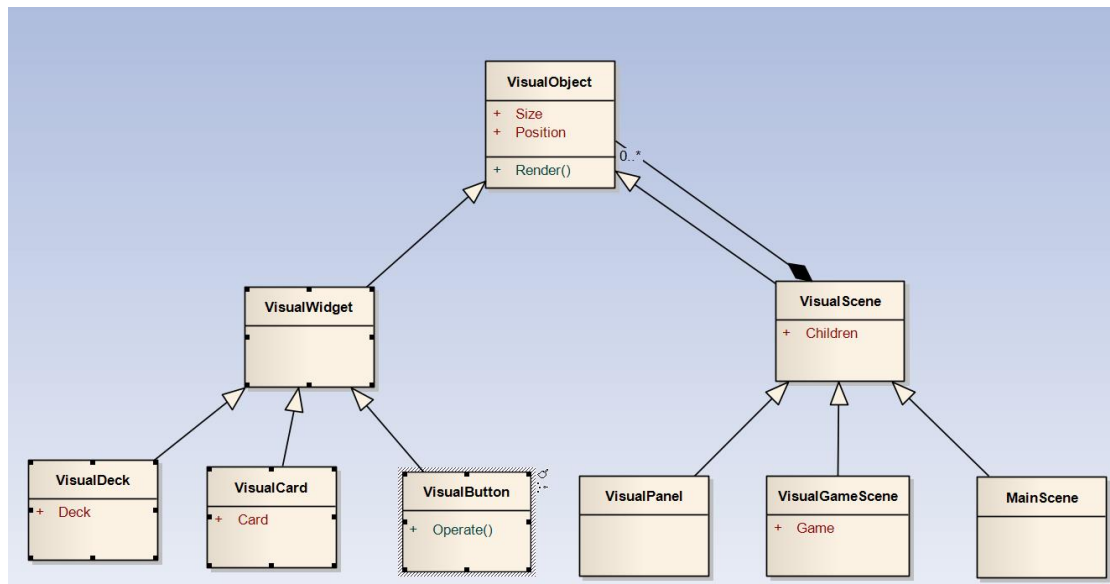 VisualObject
+ Size
+ Position
+ Render()
0..*
VisualWidget
VisualScene
+ Children
VisualDeck
+ Deck
VisualCard
+ Card
VisualButton
+ Operate()
VisualPanel
VisualGameScene
+ Game
MainScene